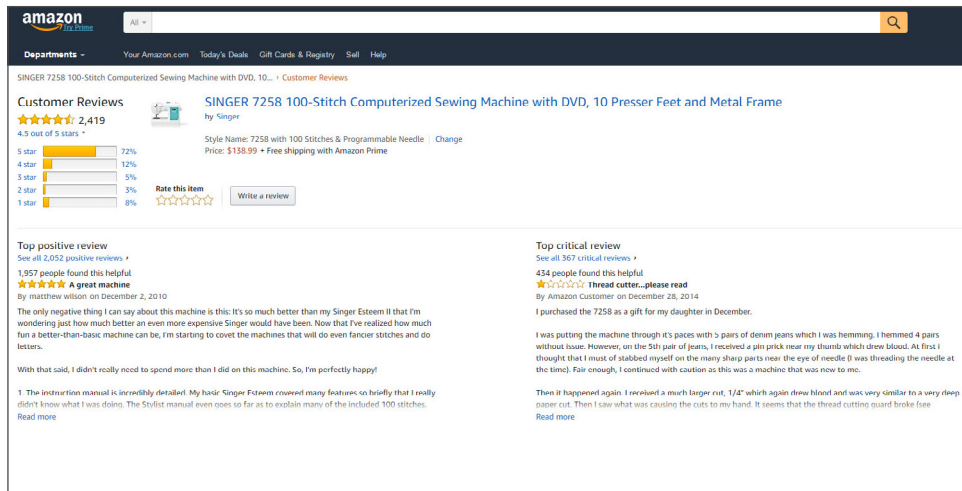 amazon
Try Prime
All
Departments
Your Amazon.com Today's Deals Gift Cards & Registry Sell Help
SINGER 7258 100-Stitch Computerized Sewing Machine with DVD, 10... › Customer Reviews
Customer Reviews
2,419
4.5 out of 5 stars
5 star 72%
4 star 12%
3 star 5%
2 star 3%
1 star 8%
SINGER 7258 100-Stitch Computerized Sewing Machine with DVD, 10 Presser Feet and Metal Frame
by Singer
Style Name: 7258 with 100 Stitches & Programmable Needle | Change
Price: $138.99 + Free shipping with Amazon Prime
Rate this item
Write a review
Top positive review
See all 2,052 positive reviews ›
1,957 people found this helpful
A great machine
By matthew wilson on December 2, 2010
The only negative thing I can say about this machine is this: It's so much better than my Singer Esteem II that I'm
wondering just how much better an even more expensive Singer would have been. Now that I've realized how much
fun a better-than-basic machine can be, I'm starting to covet the machines that will do even fancier stitches and do
letters.
With that said, I didn't really need to spend more than I did on this machine. So, I'm perfectly happy!
1. The instruction manual is incredibly detailed. My basic Singer Esteem covered many features so briefly that I really
didn't know what I was doing. The Stylist manual even goes so far as to explain many of the included 100 stitches.
Read more
Top critical review
See all 367 critical reviews ›
434 people found this helpful
Thread cutter...please read
By Amazon Customer on December 28, 2014
I purchased the 7258 as a gift for my daughter in December.
I was putting the machine through it's paces with 5 pars of denim jeans which I was hemming. I hemmed 4 pairs
without issue. However, on the 5th pair of jeans, I received a pin prick near my thumb which drew blood. At first i
thought that I must of stabbed myself on the many sharp parts near the eye of needle (I was threading the needle at
the time). Fair enough, I continued with caution as this was a machine that was new to me.
Then it happened again. I received a much larger cut, 1/4" which again drew blood and was very similar to a very deep
paper cut. Then I saw what was causing the cuts to my hand. It seems that the thread cutting guard broke (see
Read more